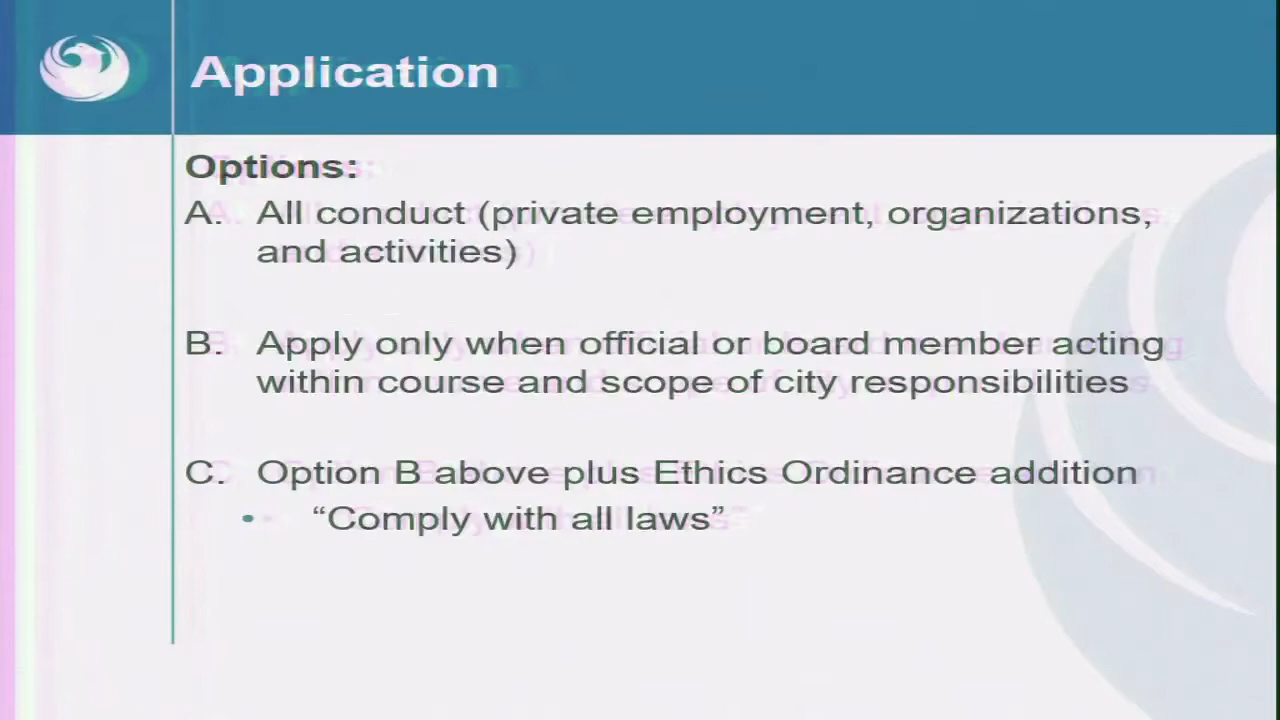 Application
Options:
A. All conduct (private employment, organizations,
and activities)
B. Apply only when official or board member acting
within course and scope of city responsibilities
C. Option B above plus Ethics Ordinance addition
• “Comply with all laws”